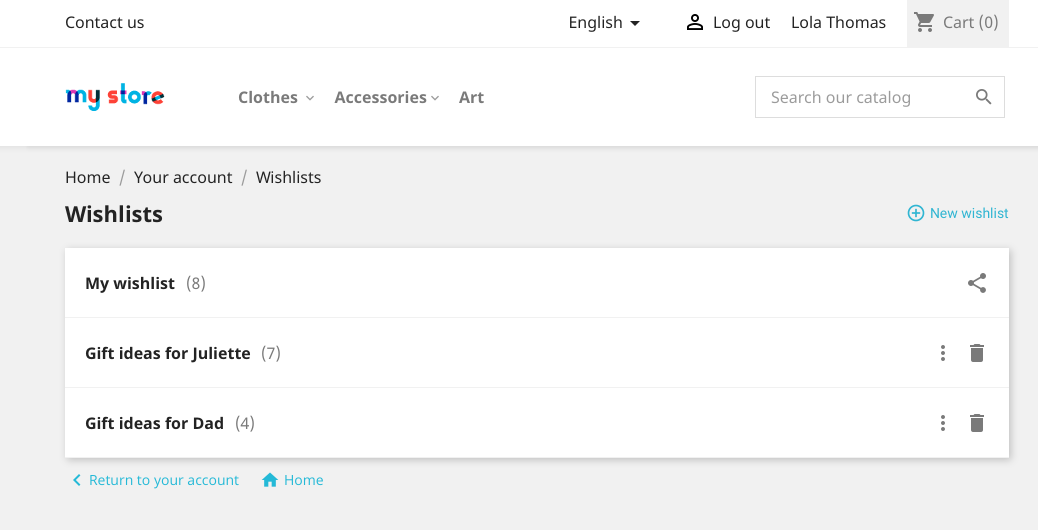 Contact us
English
Log out
Lola Thomas
Cart (0)
my store
Clothes
Accessories
Art
Search our catalog
Home / Your account / Wishlists
Wishlists
New wishlist
My wishlist (8)
Gift ideas for Juliette (7)
Gift ideas for Dad (4)
Return to your account
Home